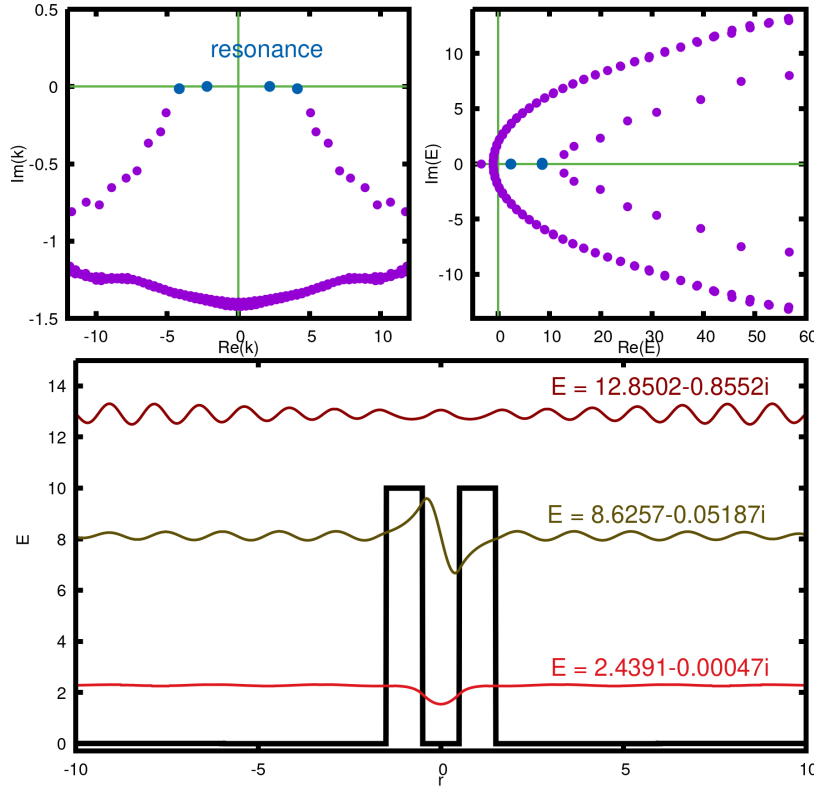 0.5
0
-0.5
-1
-1.5
Im(k)
resonance
-10 -5 0 5 10
Re(k)
10
5
0
-5
-10
Im(E)
0 10 20 30 40 50 60
Re(E)
14
12
10
8
6
4
2
0
E
E = 12.8502-0.8552i
E = 8.6257-0.05187i
E = 2.4391-0.00047i
-10 -5 0 5 10
r